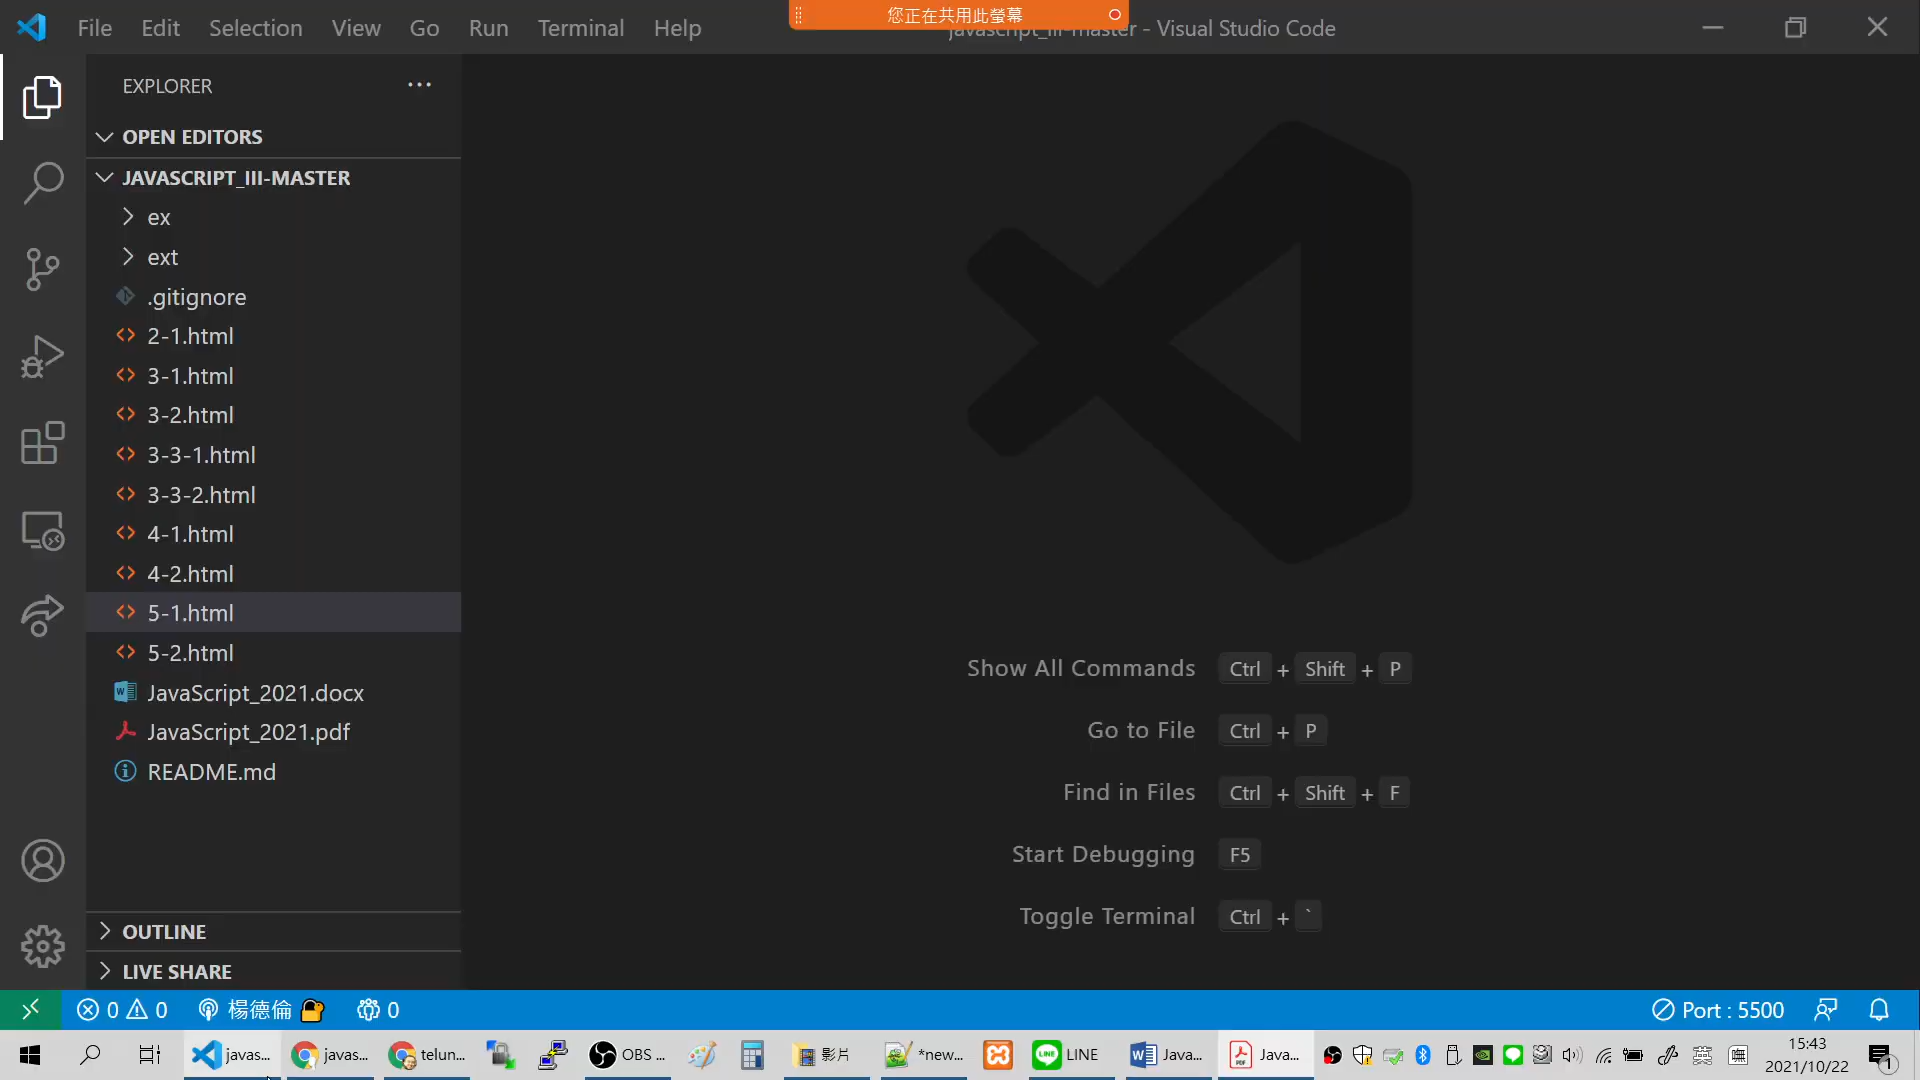 File Edit Selection View Go Run Terminal Help
您正在共用此螢幕
javascript_iii-master - Visual Studio Code
EXPLORER
OPEN EDITORS
JAVASCRIPT_III-MASTER
ex
ext
.gitignore
2-1.html
3-1.html
3-2.html
3-3-1.html
3-3-2.html
4-1.html
4-2.html
5-1.html
5-2.html
JavaScript_2021.docx
JavaScript_2021.pdf
README.md
OUTLINE
LIVE SHARE
Show All Commands Ctrl + Shift + P
Go to File Ctrl + P
Find in Files Ctrl + Shift + F
Start Debugging F5
Toggle Terminal Ctrl + `
0 0 楊德倫 0
Port : 5500
javas... javas... telun... OBS ... 影片 *new... LINE Java... Java...
英
15:43
2021/10/22
1